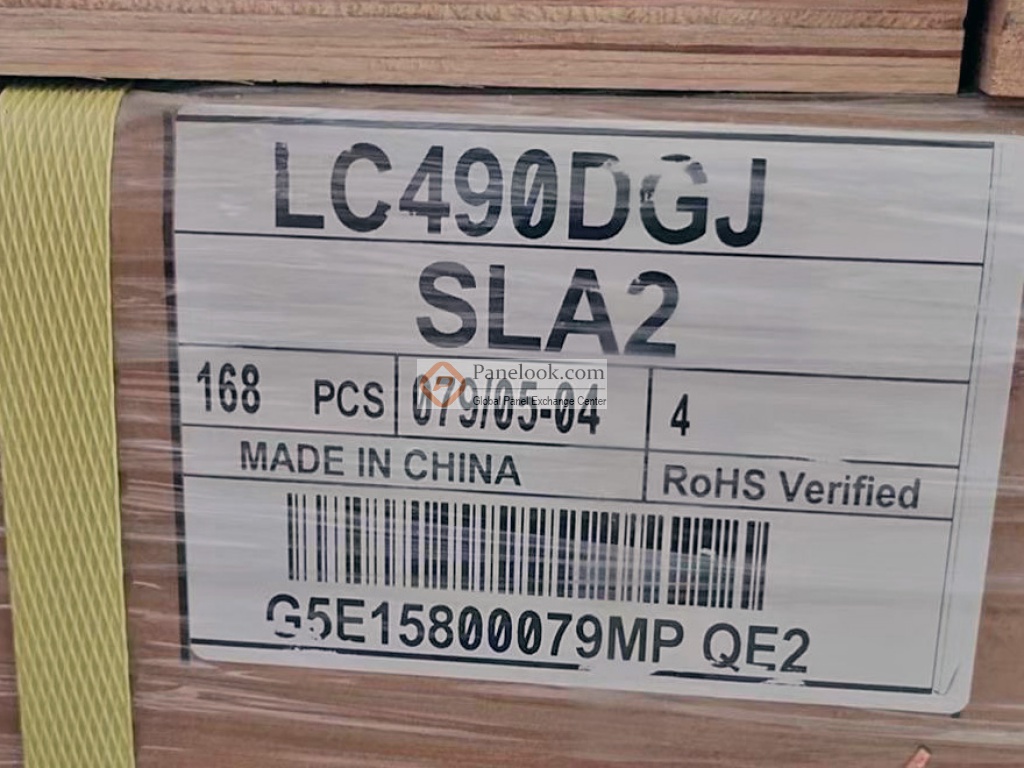 LC490DGJ
SLA2
168 PCS 079/05-04 4
Panelook.com
Global Panel Exchange Center
MADE IN CHINA RoHS Verified
G5E15800079MP QE2